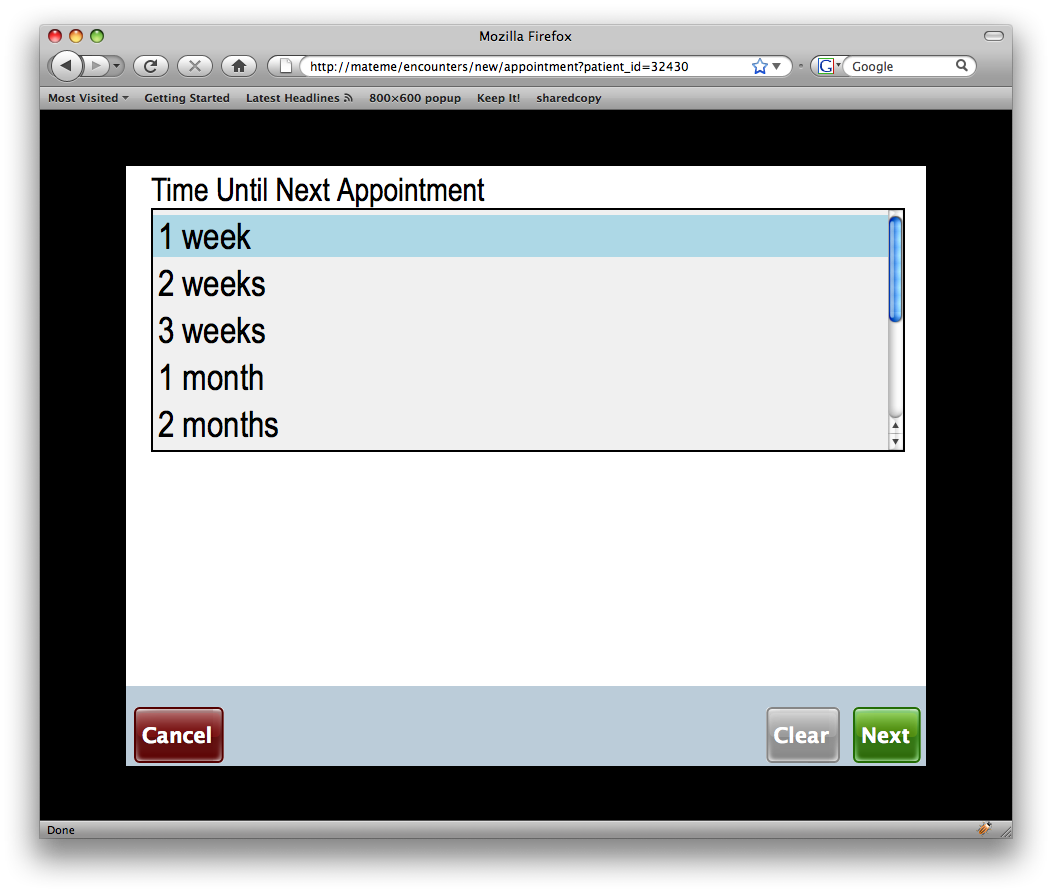 Mozilla Firefox
http://mateme/encounters/new/appointment?patient_id=32430
G Google
Most Visited Getting Started Latest Headlines 800×600 popup Keep It! sharedcopy
Time Until Next Appointment
1 week
2 weeks
3 weeks
1 month
2 months
Cancel Clear Next
Done